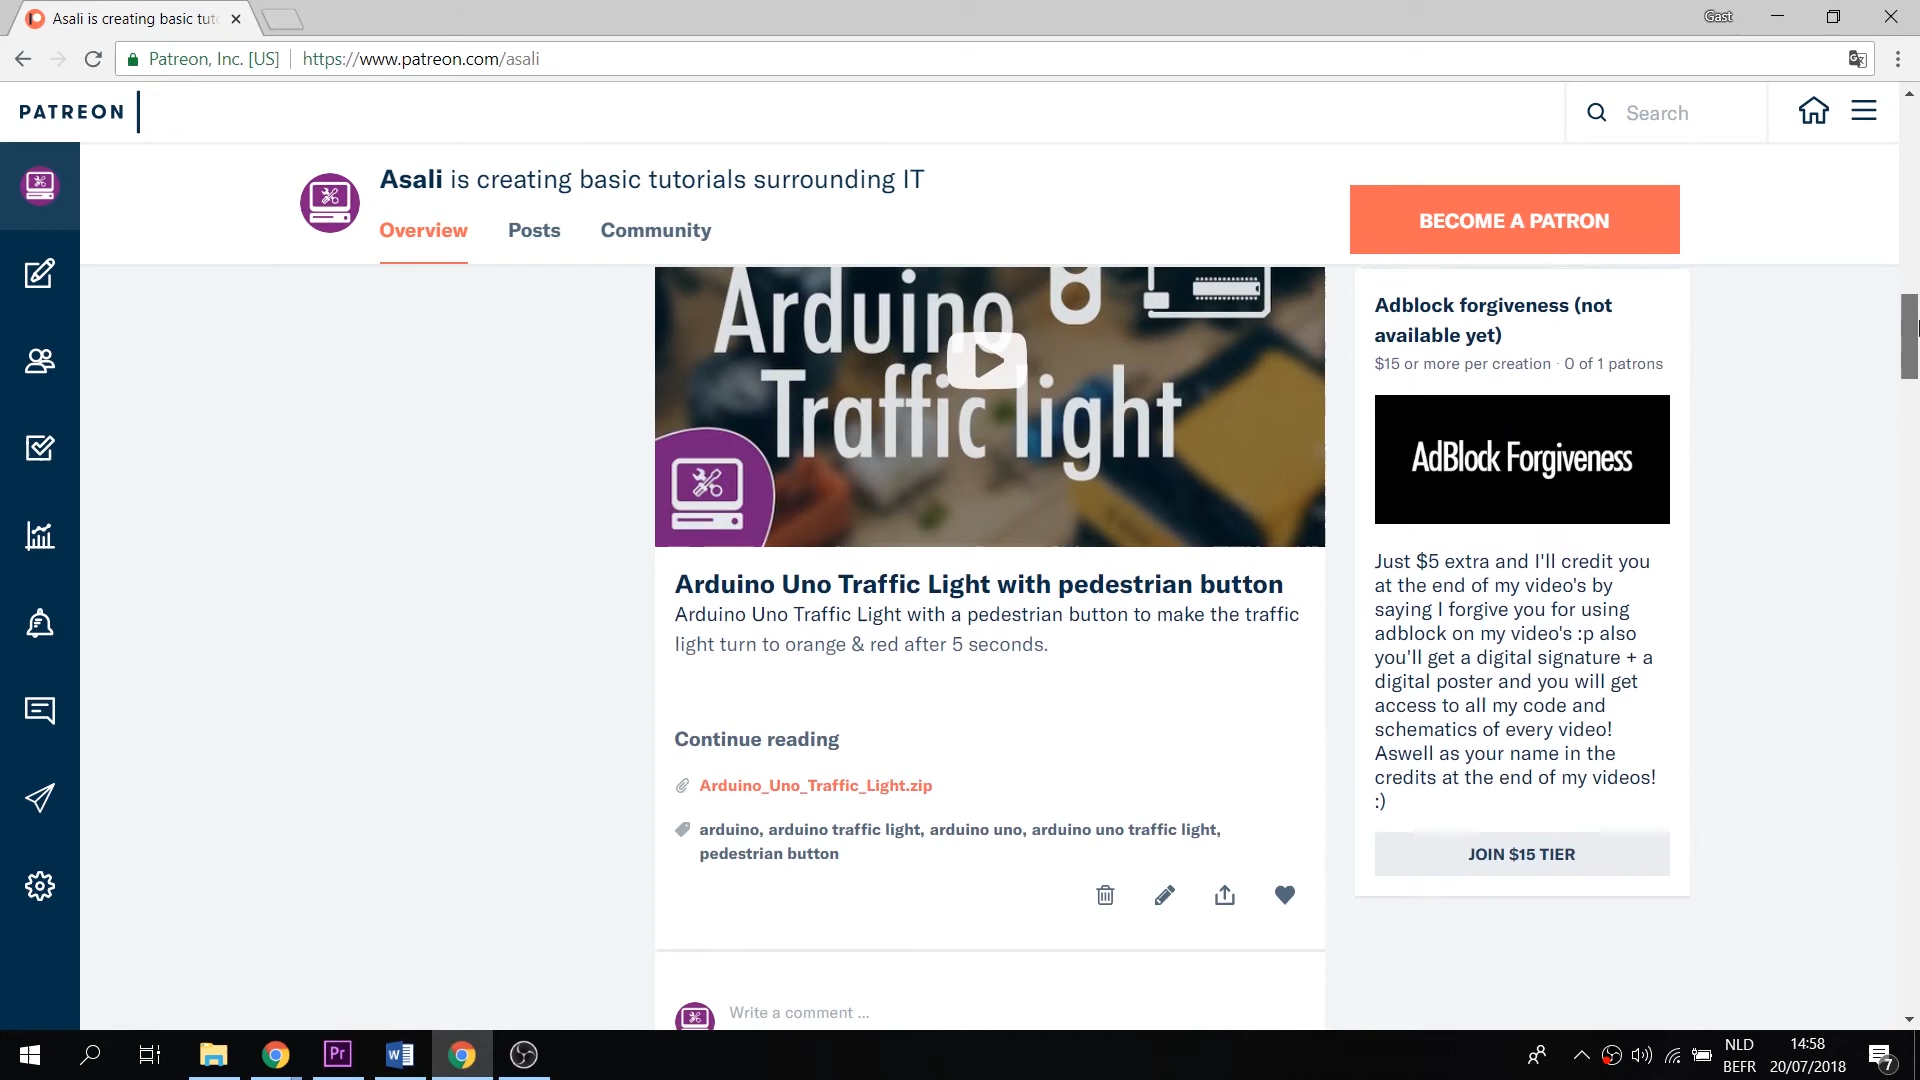 Asali is creating basic tuto
Gast
Patreon, Inc. [US] https://www.patreon.com/asali
PATREON
Search
Asali is creating basic tutorials surrounding IT
Overview Posts Community
BECOME A PATRON
Arduino
Traffic light
Arduino Uno Traffic Light with pedestrian button
Arduino Uno Traffic Light with a pedestrian button to make the traffic
light turn to orange & red after 5 seconds.
Continue reading
Arduino_Uno_Traffic_Light.zip
arduino, arduino traffic light, arduino uno, arduino uno traffic light,
pedestrian button
Write a comment ...
Adblock forgiveness (not
available yet)
$15 or more per creation · 0 of 1 patrons
AdBlock Forgiveness
Just $5 extra and I'll credit you
at the end of my video's by
saying I forgive you for using
adblock on my video's :p also
you'll get a digital signature + a
digital poster and you will get
access to all my code and
schematics of every video!
Aswell as your name in the
credits at the end of my videos!
:)
JOIN $15 TIER
Pr
W
NLD
BEFR
14:58
20/07/2018
7